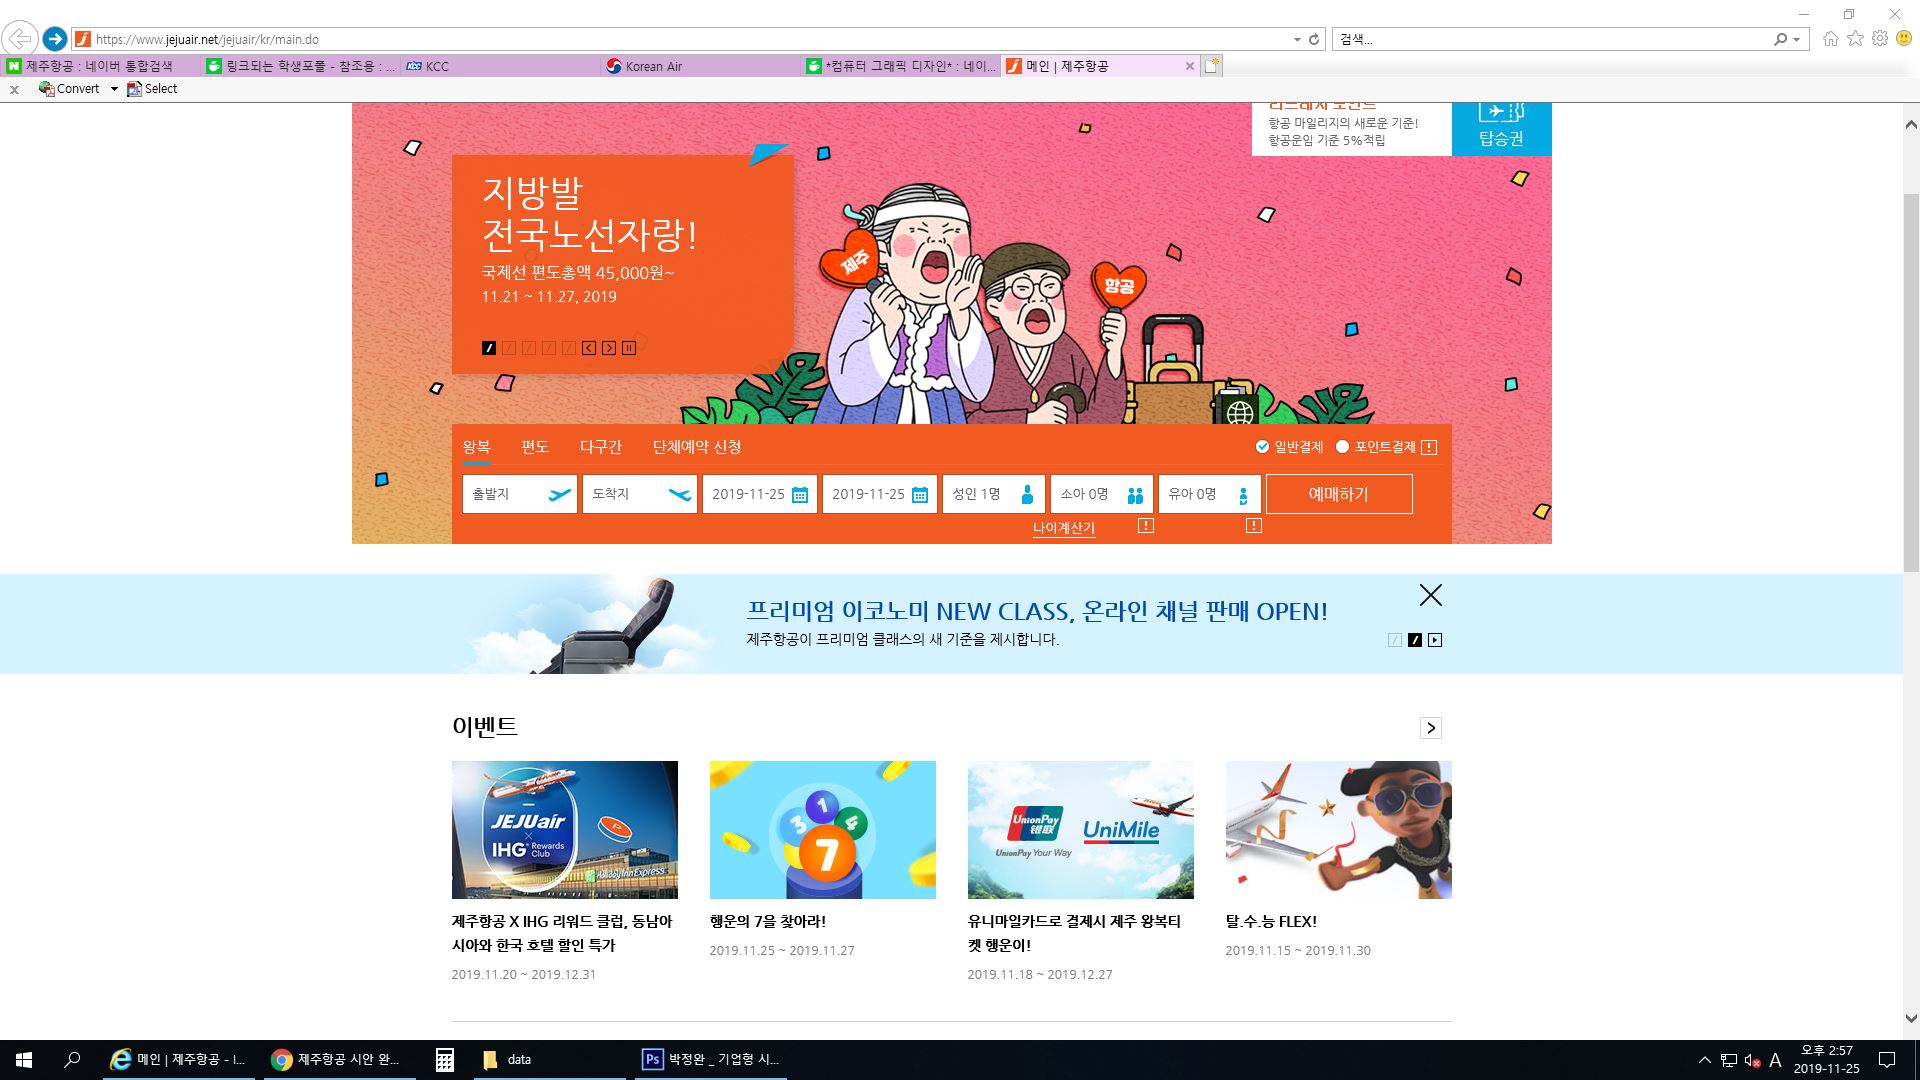 https://www.jejuair.net/jejuair/kr/main.do
검색...
제주항공 : 네이버 통합검색
링크되는 학생포폴 - 참조용 : ...
KCC
KCC
Korean Air
*컴퓨터 그래픽 디자인* : 네이...
메인 | 제주항공
x Convert
Select
항공 마일리지의 새로운 기준!
항공운임 기준 5%적립
탑승권
지방발
전국노선자랑!
국제선 편도총액 45,000원~
11.21 ~ 11.27, 2019
제주
항공
왕복
편도
다구간
단체예약 신청
일반결제
포인트결제
출발지
도착지
2019-11-25
2019-11-25
성인 1명
소아 0명
유아 0명
예매하기
나이계산기
프리미엄 이코노미 NEW CLASS, 온라인 채널 판매 OPEN!
제주항공이 프리미엄 클래스의 새 기준을 제시합니다.
이벤트
JEJUair
X
IHG® Rewards
Club
P
Holiday Inn Express
1
3
4
7
UnionPay
银联
UnionPay Your Way
UniMile
제주항공 X IHG 리워드 클럽, 동남아
시아와 한국 호텔 할인 특가
2019.11.20 ~ 2019.12.31
행운의 7을 찾아라!
2019.11.25 ~ 2019.11.27
유니마일카드로 결제시 제주 왕복티
켓 행운이!
2019.11.18 ~ 2019.12.27
탈.수.능 FLEX!
2019.11.15 ~ 2019.11.30
메인 | 제주항공 - I...
제주항공 시안 완...
data
Ps
박정완 _ 기업형 시...
A
오후 2:57
2019-11-25